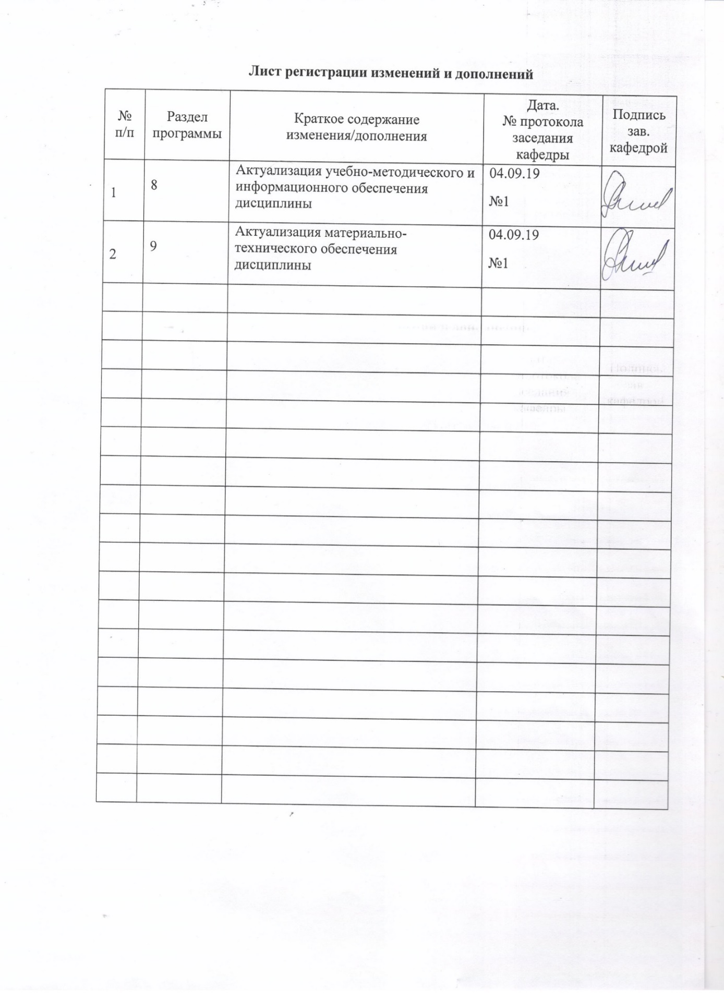 Лист регистрации изменений и дополнений
№
п/п
Раздел
программы
Краткое содержание
изменения/дополнения
Дата.
№ протокола
заседания
кафедры
Подпись
зав.
кафедрой
1
8
Актуализация учебно-методического и
информационного обеспечения
дисциплины
04.09.19
№1
2
9
Актуализация материально-
технического обеспечения
дисциплины
04.09.19
№1